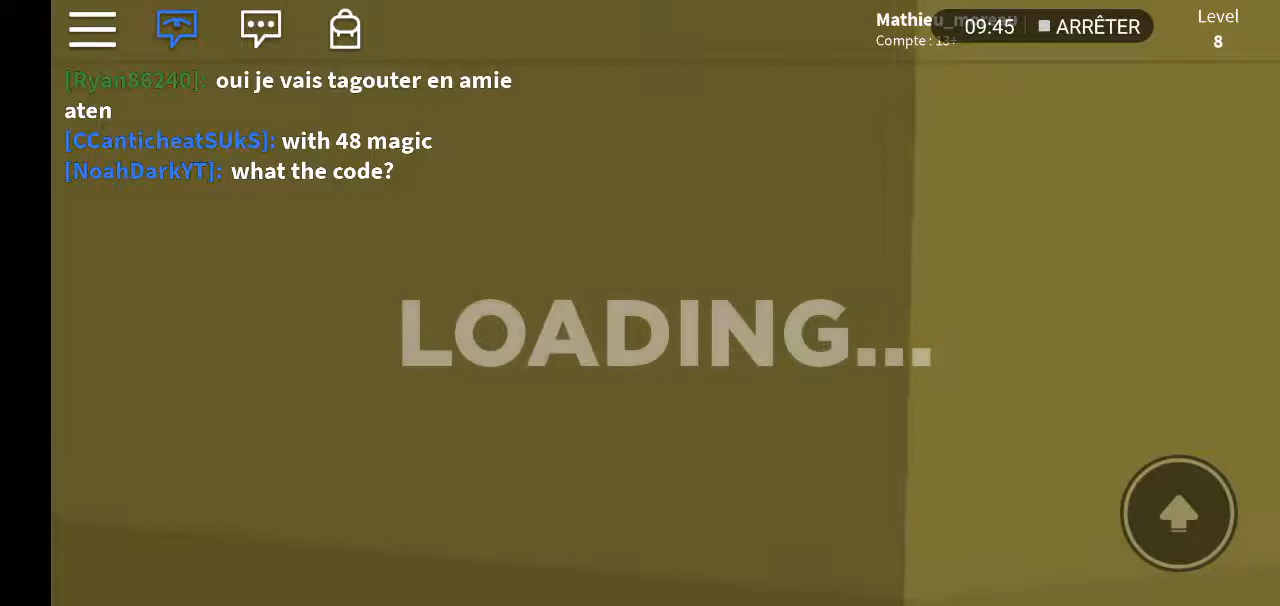 Mathieu_moreau
Compte : 13+
09:45
ARRÊTER
Level
8
[Ryan86240]: oui je vais tagouter en amie
aten
[CCanticheatSUkS]: with 48 magic
[NoahDarkYT]: what the code?
LOADING...